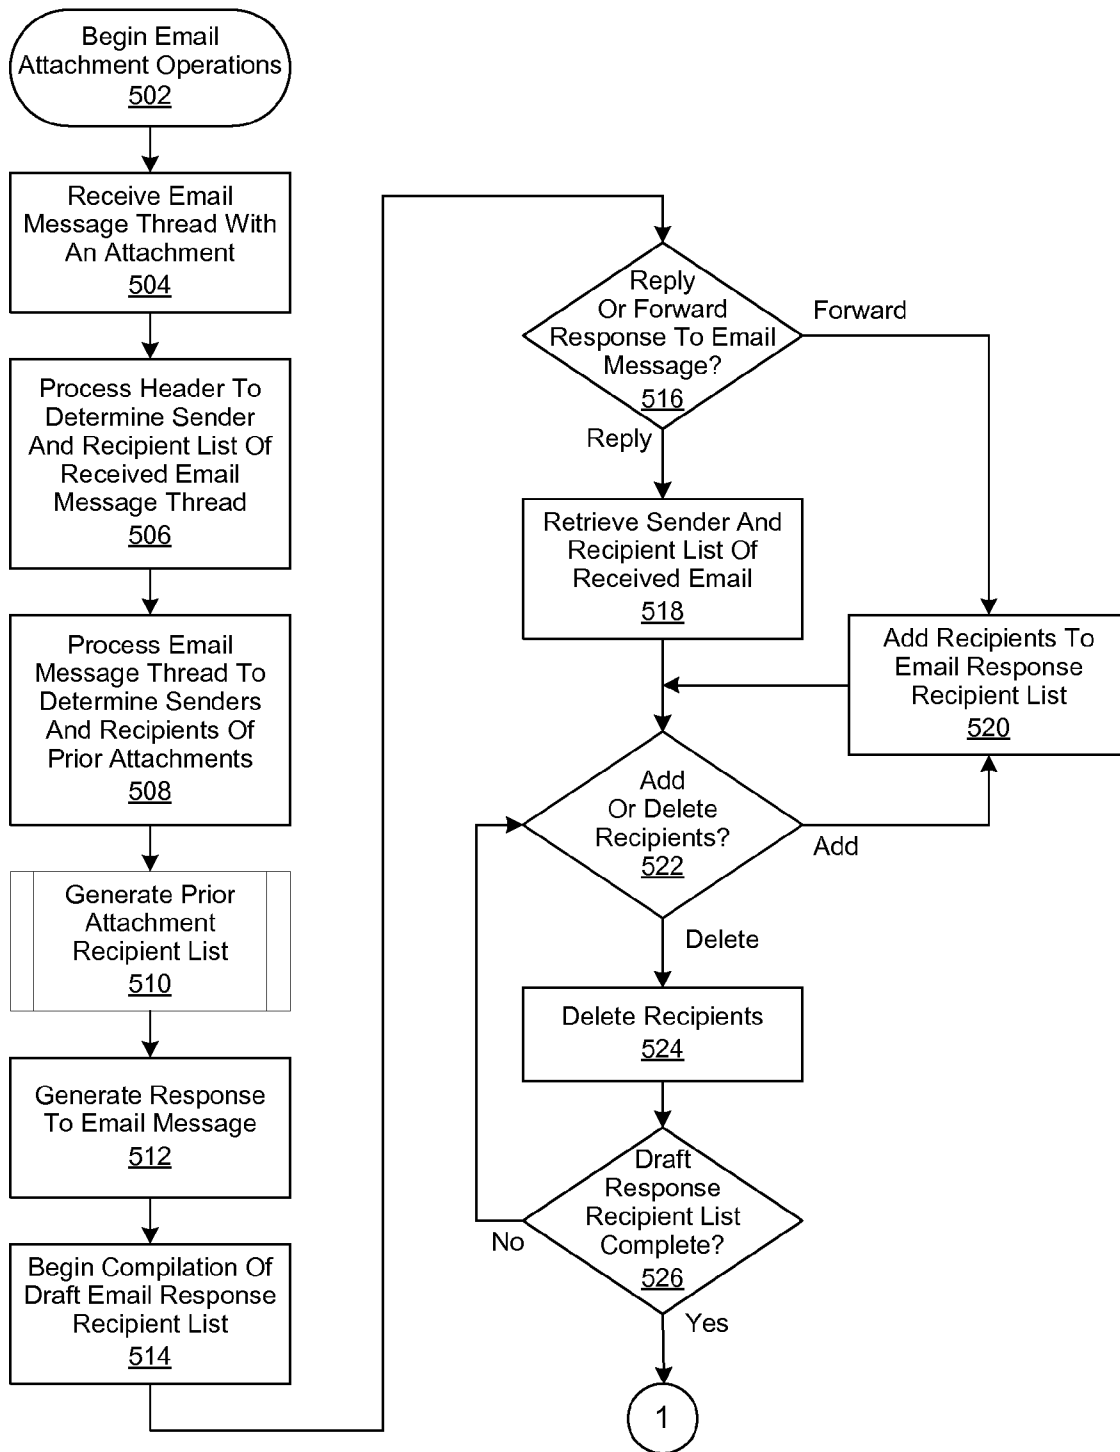 Begin Email
Attachment Operations
502
Receive Email
Message Thread With
An Attachment
504
Process Header To
Determine Sender
And Recipient List Of
Received Email
Message Thread
506
Process Email
Message Thread To
Determine Senders
And Recipients Of
Prior Attachments
508
Generate Prior
Attachment
Recipient List
510
Generate Response
To Email Message
512
Begin Compilation Of
Draft Email Response
Recipient List
514
Reply
Or Forward
Response To Email
Message?
516
Forward
Reply
Retrieve Sender And
Recipient List Of
Received Email
518
Add Recipients To
Email Response
Recipient List
520
Add
Or Delete
Recipients?
522
Add
Delete
Delete Recipients
524
Draft
Response
Recipient List
Complete?
526
No
Yes
1